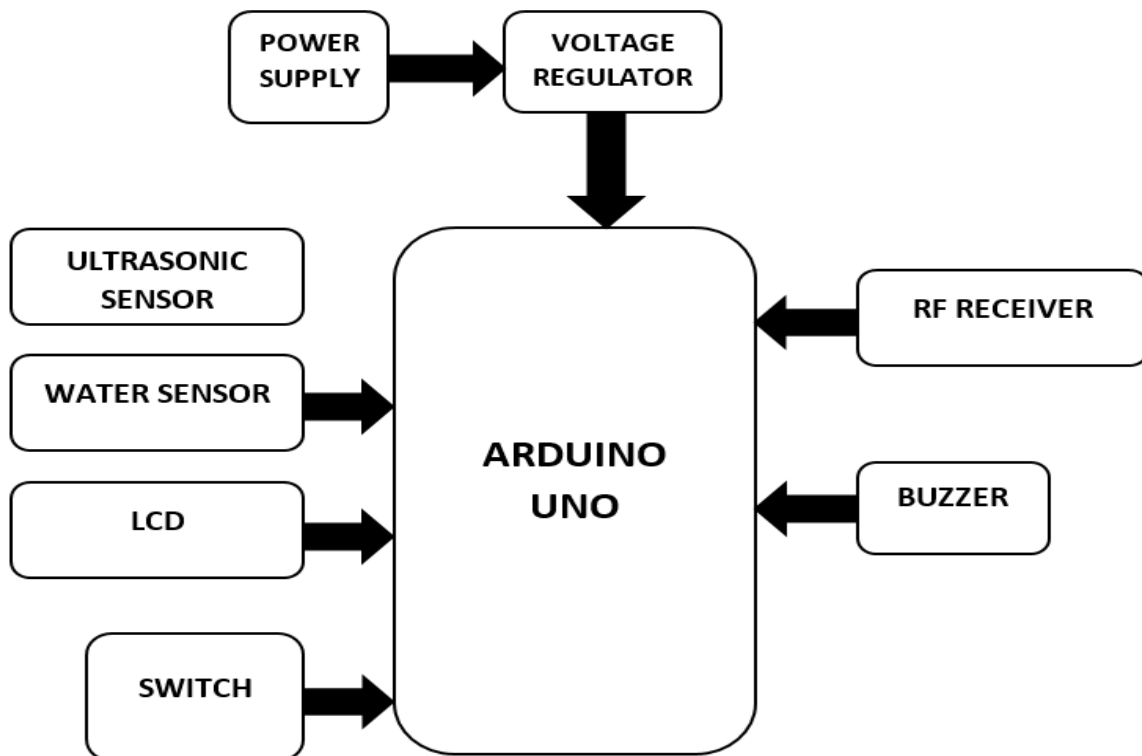 POWER
SUPPLY
VOLTAGE
REGULATOR
ULTRASONIC
SENSOR
WATER SENSOR
LCD
SWITCH
ARDUINO
UNO
RF RECEIVER
BUZZER